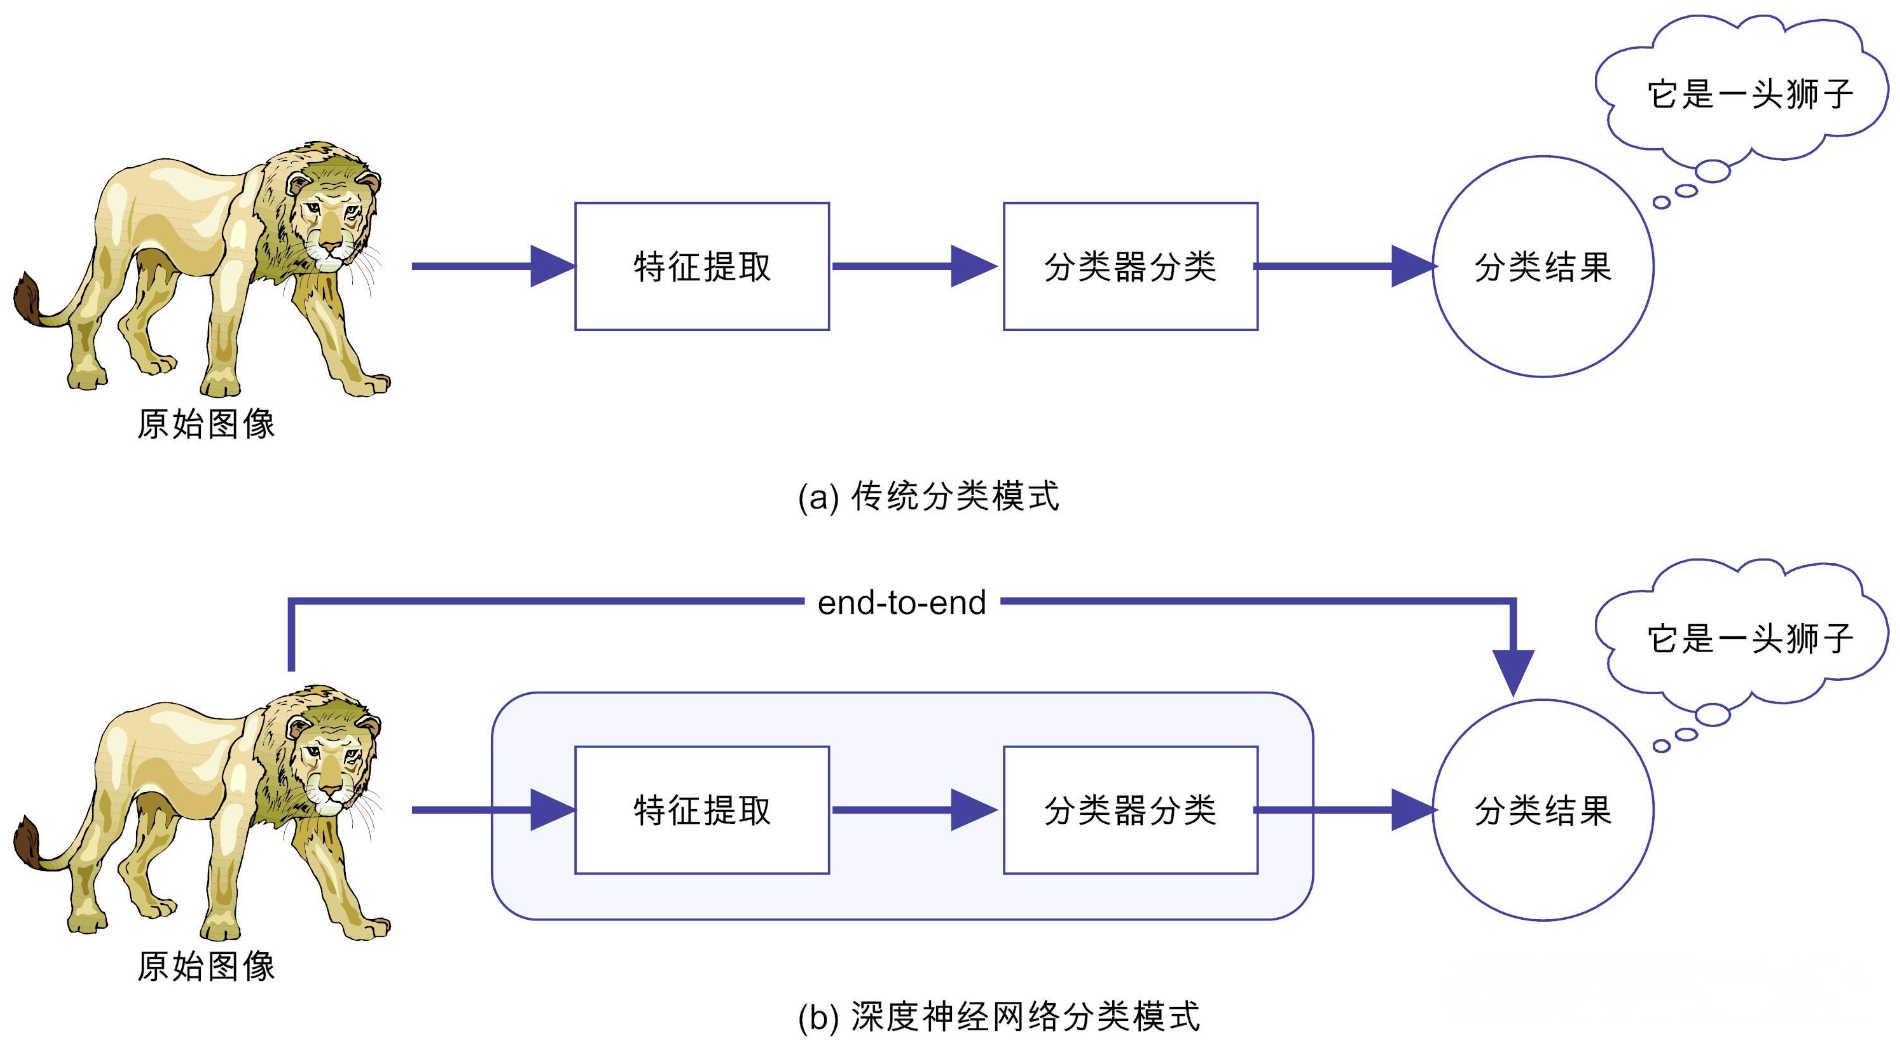 它是一头狮子
特征提取
分类器分类
分类结果
原始图像
(a) 传统分类模式
end-to-end
它是一头狮子
特征提取
分类器分类
分类结果
原始图像
(b) 深度神经网络分类模式